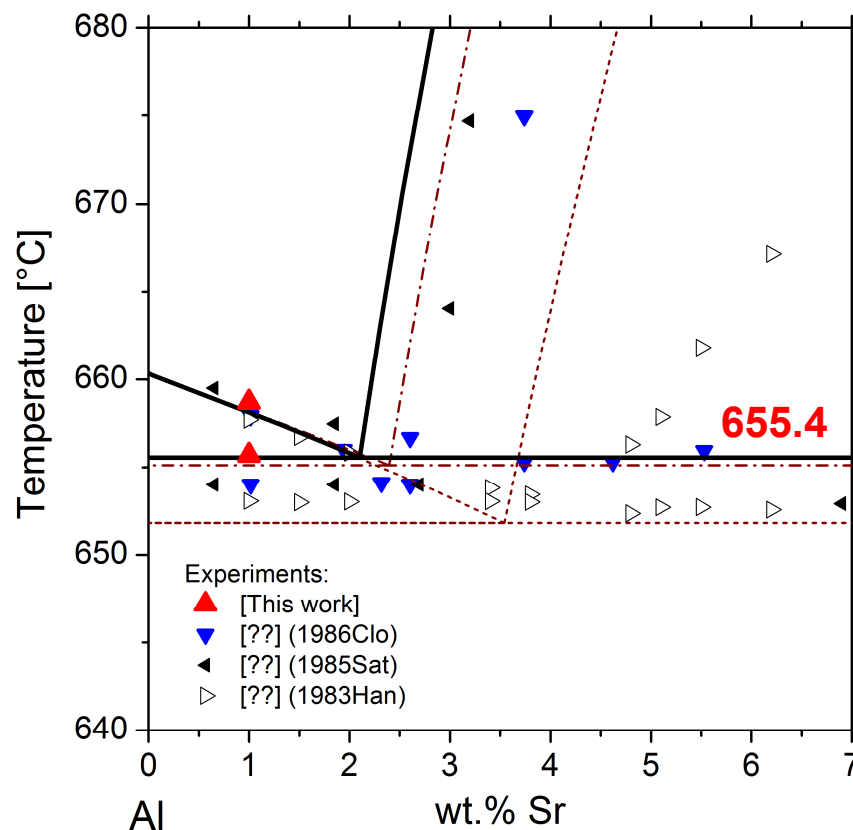 680
670
660
650
640
Temperature [°C]
655.4
Experiments:
[This work]
[??] (1986Clo)
[??] (1985Sat)
[??] (1983Han)
0 1 2 3 4 5 6 7
Al wt.% Sr